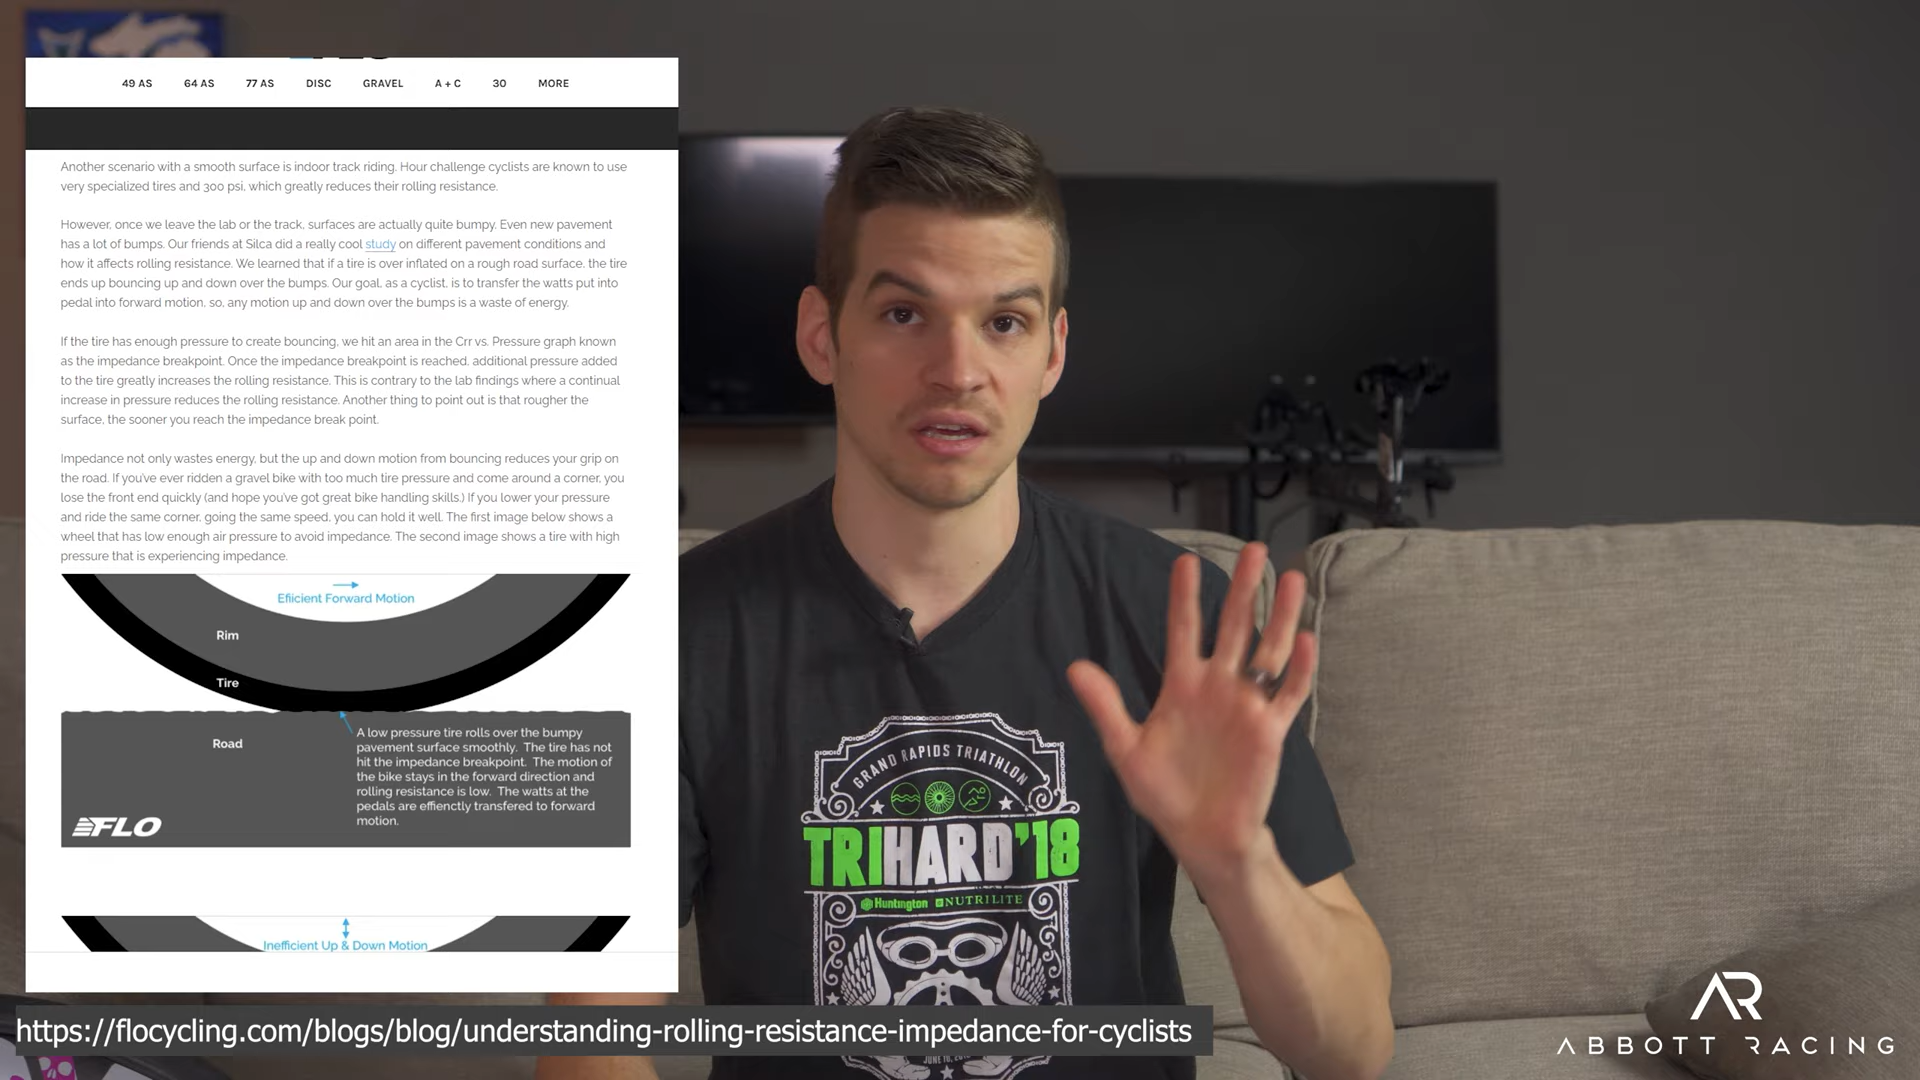 FLO
49 AS 64 AS 77 AS DISC GRAVEL A + C 30 MORE
Another scenario with a smooth surface is indoor track riding. Hour challenge cyclists are known to use
very specialized tires and 300 psi, which greatly reduces their rolling resistance.
However, once we leave the lab or the track, surfaces are actually quite bumpy. Even new pavement
has a lot of bumps. Our friends at Silca did a really cool study on different pavement conditions and
how it affects rolling resistance. We learned that if a tire is over inflated on a rough road surface, the tire
ends up bouncing up and down over the bumps. Our goal, as a cyclist, is to transfer the watts put into
pedal into forward motion, so, any motion up and down over the bumps is a waste of energy.
If the tire has enough pressure to create bouncing, we hit an area in the Crr vs. Pressure graph known
as the impedance breakpoint. Once the impedance breakpoint is reached, additional pressure added
to the tire greatly increases the rolling resistance. This is contrary to the lab findings where a continual
increase in pressure reduces the rolling resistance. Another thing to point out is that rougher the
surface, the sooner you reach the impedance break point.
Impedance not only wastes energy, but the up and down motion from bouncing reduces your grip on
the road. If you've ever ridden a gravel bike with too much tire pressure and come around a corner, you
lose the front end quickly (and hope you've got great bike handling skills.) If you lower your pressure
and ride the same corner, going the same speed, you can hold it well. The first image below shows a
wheel that has low enough air pressure to avoid impedance. The second image shows a tire with high
pressure that is experiencing impedance.
Efiicient Forward Motion
Rim
Tire
Road
A low pressure tire rolls over the bumpy
pavement surface smoothly. The tire has not
hit the impedance breakpoint. The motion of
the bike stays in the forward direction and
rolling resistance is low. The watts at the
pedals are effienctly transfered to forward
motion.
FLO
Inefficient Up & Down Motion
GRAND RAPIDS TRIATHLON
TRIHARD'18
Huntington NUTRILITE
https://flocycling.com/blogs/blog/understanding-rolling-resistance-impedance-for-cyclists
AR
ABBOTT RACING